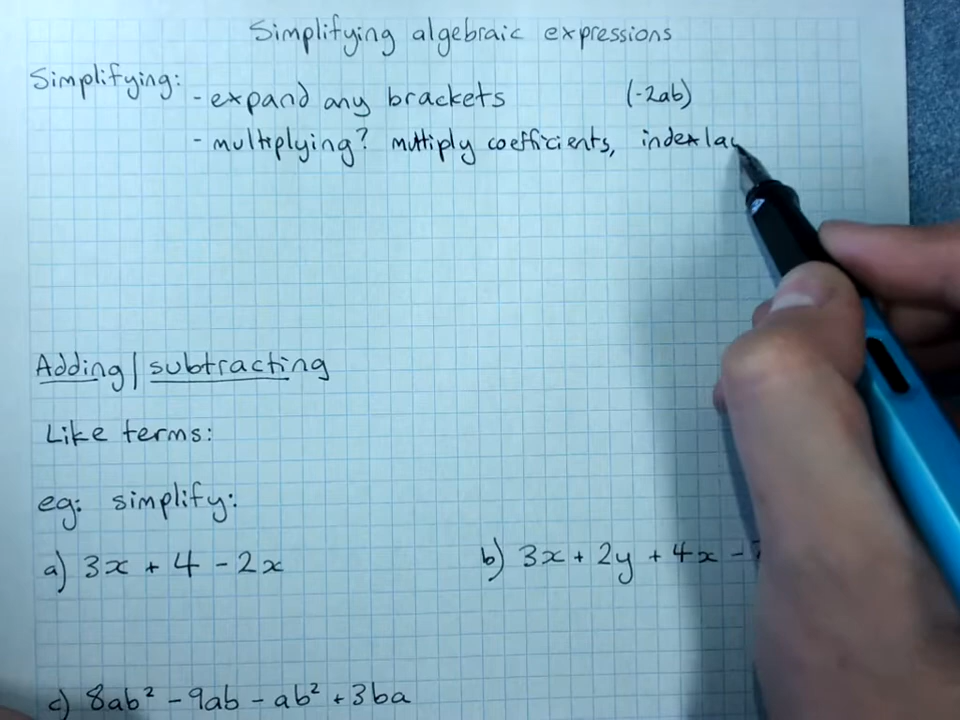 Simplifying algebraic expressions
Simplifying:
- expand any brackets (-2ab)
- multiplying? multiply coefficients, index
Adding/subtracting
Like terms:
eg: simplify:
a) 3x + 4 - 2x
b) 3x + 2y + 4x -
c) 8ab² - 9ab - ab² + 3ba